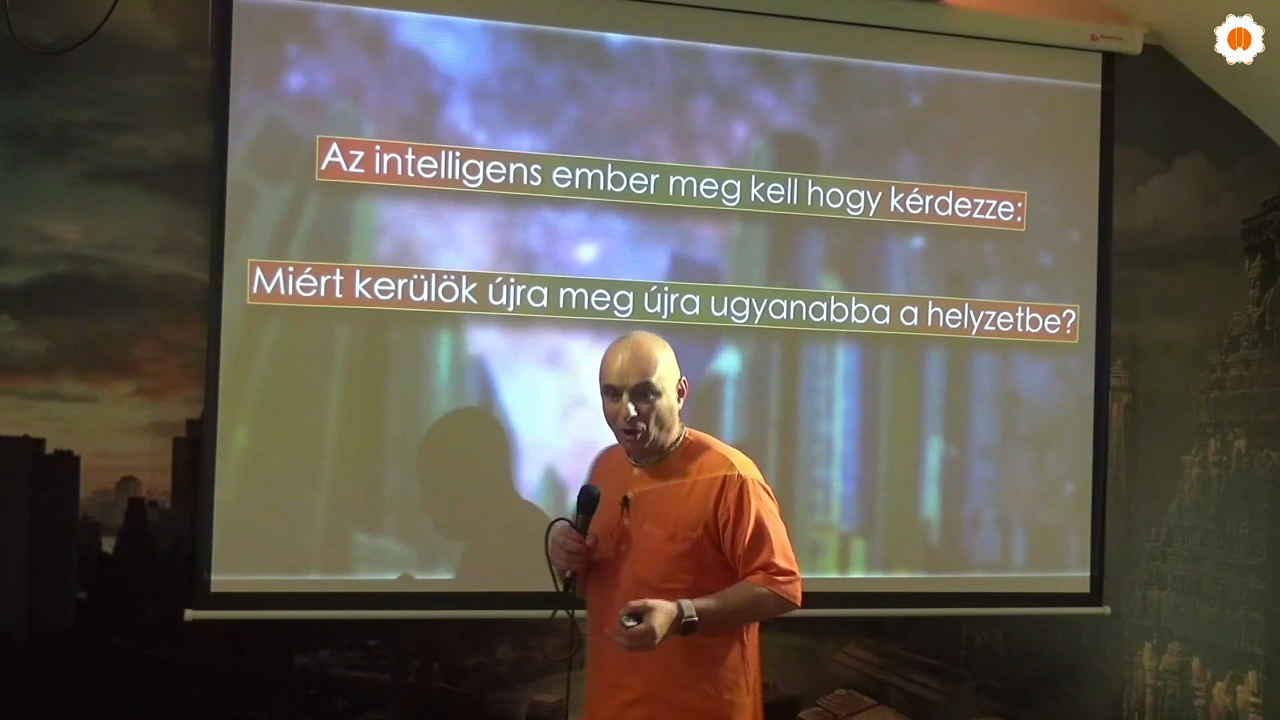 Az intelligens ember meg kell hogy kérdezze:
Miért kerülök újra meg újra ugyanabba a helyzetbe?